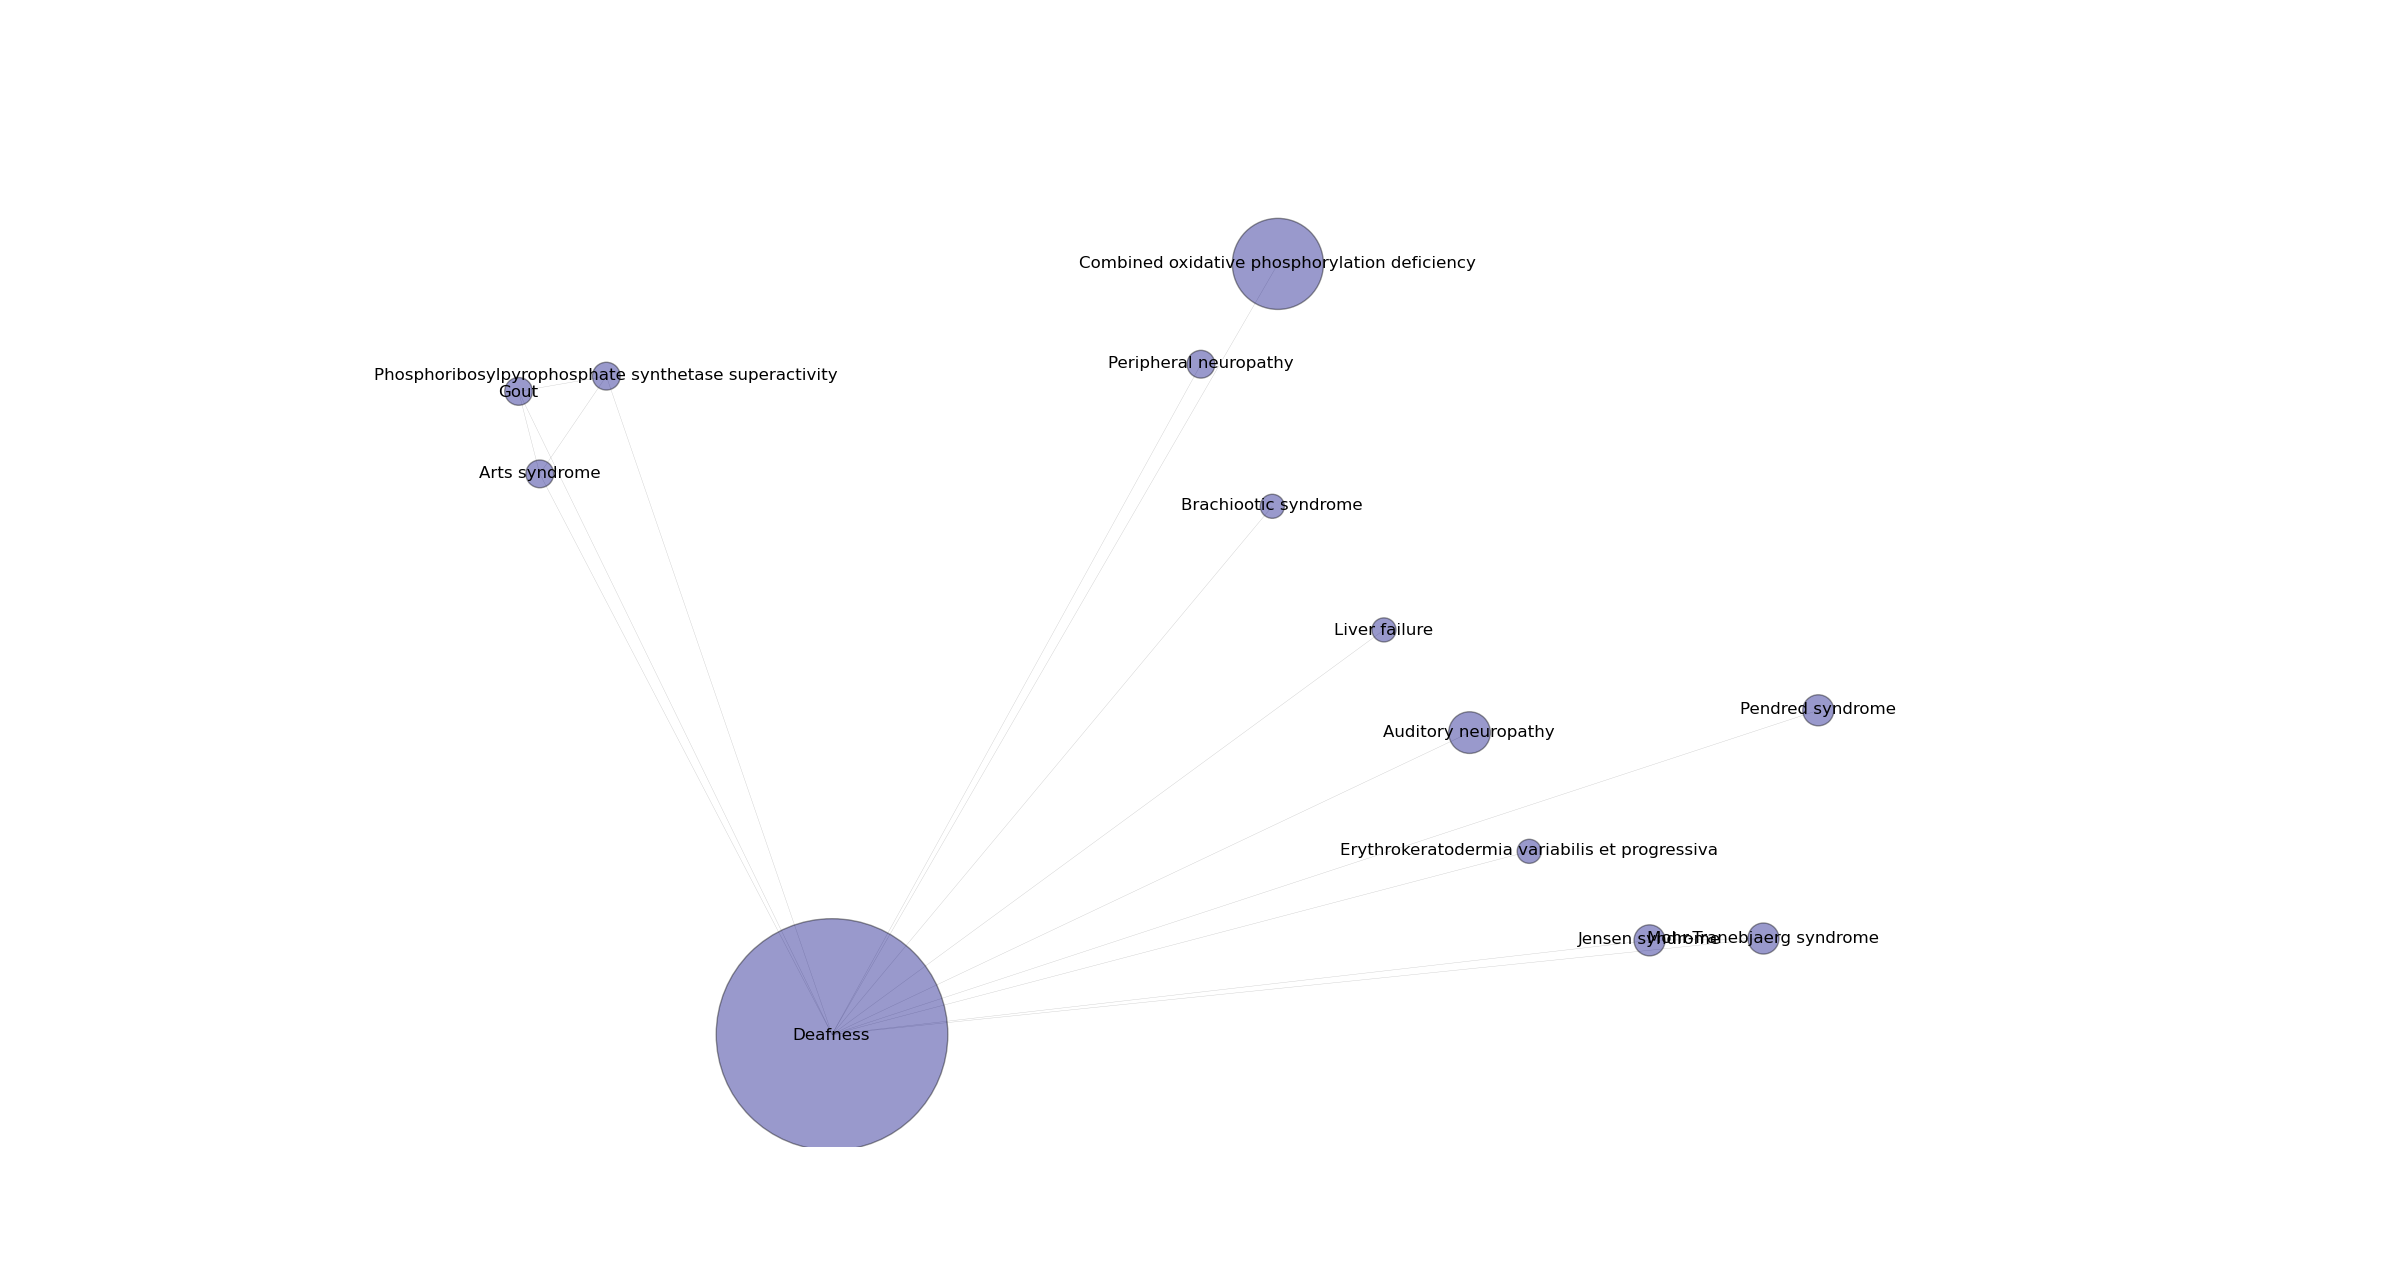 Combined oxidative phosphorylation deficiency
Peripheral neuropathy
Phosphoribosylpyrophosphate synthetase superactivity
Gout
Arts syndrome
Brachiootic syndrome
Liver failure
Pendred syndrome
Auditory neuropathy
Erythrokeratodermia variabilis et progressiva
Jensen syndrome
Mohr-Tranebjaerg syndrome
Deafness